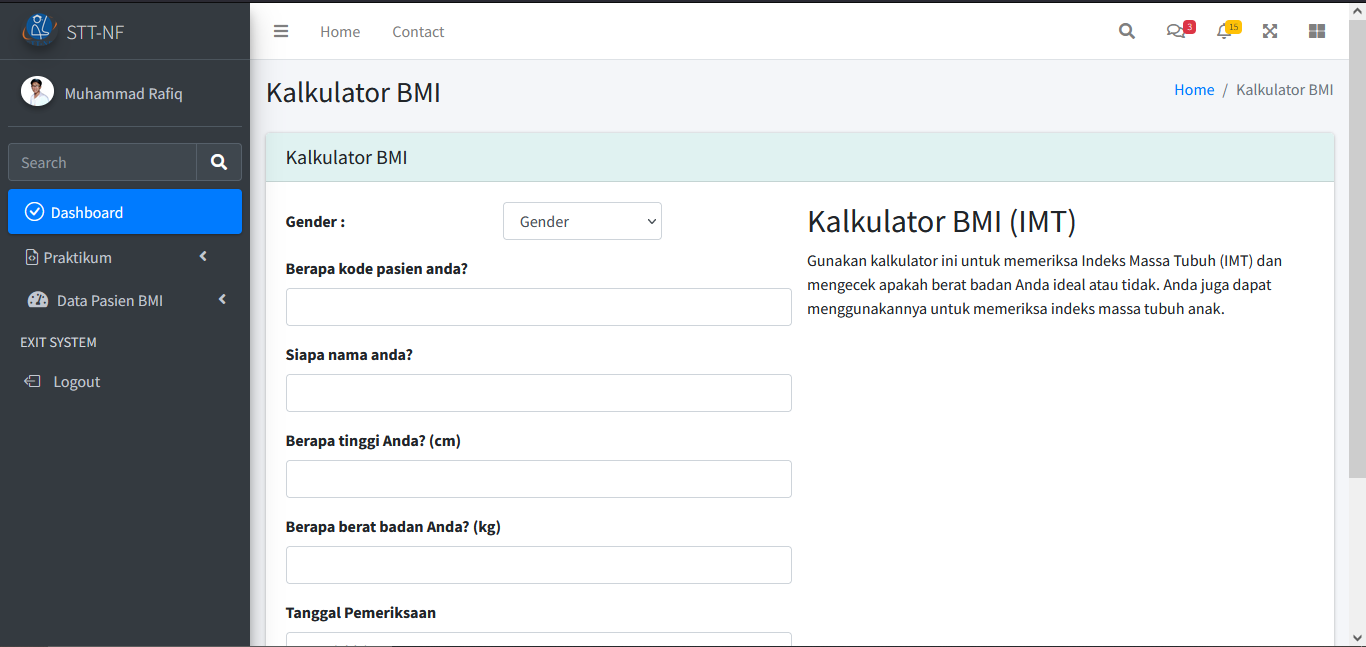 STT-NF
Home
Contact
3
15
Muhammad Rafiq
Kalkulator BMI
Home / Kalkulator BMI
Search
Dashboard
Praktikum
Data Pasien BMI
EXIT SYSTEM
Logout
Kalkulator BMI
Gender :
Gender
Berapa kode pasien anda?
Siapa nama anda?
Berapa tinggi Anda? (cm)
Berapa berat badan Anda? (kg)
Tanggal Pemeriksaan
Kalkulator BMI (IMT)
Gunakan kalkulator ini untuk memeriksa Indeks Massa Tubuh (IMT) dan
mengecek apakah berat badan Anda ideal atau tidak. Anda juga dapat
menggunakannya untuk memeriksa indeks massa tubuh anak.